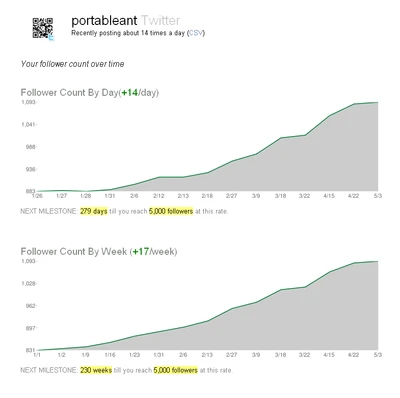 portableant Twitter
Recently posting about 14 times a day (CSV)
Your follower count over time
Follower Count By Day(+14/day)
1,093
1,041
988
936
883
1/26 1/27 1/28 1/31 2/6 2/12 2/13 2/18 2/27 3/9 3/18 3/22 4/15 4/22 5/3
NEXT MILESTONE: 279 days till you reach 5,000 followers at this rate.
Follower Count By Week (+17/week)
1,093
1,028
962
897
831
1/1 1/2 1/9 1/16 1/23 1/31 2/6 2/13 2/27 3/9 3/18 3/22 4/15 4/22 5/3
NEXT MILESTONE: 230 weeks till you reach 5,000 followers at this rate.